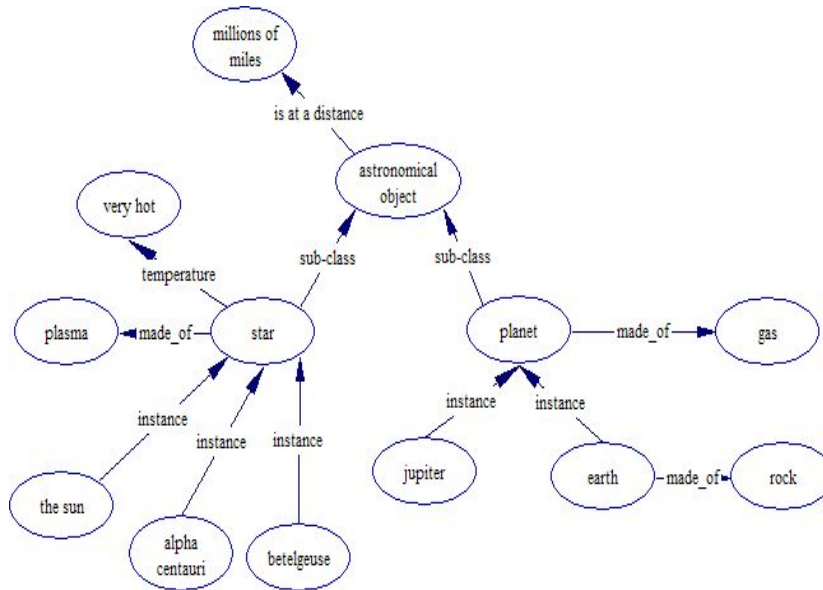 millions of
miles
is at a distance
astronomical
object
very hot
sub-class
sub-class
temperature
plasma
made_of
star
planet
made_of
gas
instance
instance
instance
instance
instance
jupiter
earth
made_of
rock
the sun
alpha
centauri
betelgeuse